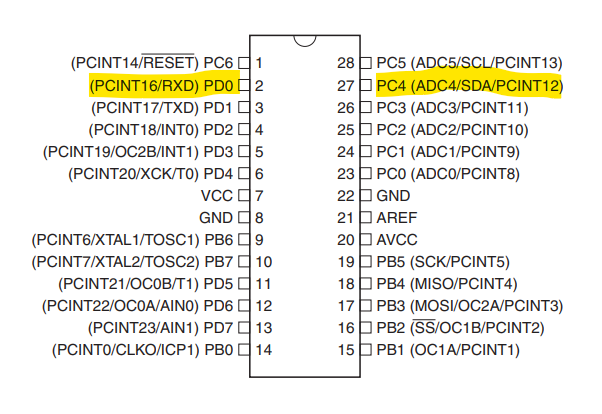 (PCINT14/RESET) PC6 1 28 PC5 (ADC5/SCL/PCINT13)
(PCINT16/RXD) PD0 2 27 PC4 (ADC4/SDA/PCINT12)
(PCINT17/TXD) PD1 3 26 PC3 (ADC3/PCINT11)
(PCINT18/INT0) PD2 4 25 PC2 (ADC2/PCINT10)
(PCINT19/OC2B/INT1) PD3 5 24 PC1 (ADC1/PCINT9)
(PCINT20/XCK/T0) PD4 6 23 PC0 (ADC0/PCINT8)
VCC 7 22 GND
GND 8 21 AREF
(PCINT6/XTAL1/TOSC1) PB6 9 20 AVCC
(PCINT7/XTAL2/TOSC2) PB7 10 19 PB5 (SCK/PCINT5)
(PCINT21/OC0B/T1) PD5 11 18 PB4 (MISO/PCINT4)
(PCINT22/OC0A/AIN0) PD6 12 17 PB3 (MOSI/OC2A/PCINT3)
(PCINT23/AIN1) PD7 13 16 PB2 (SS/OC1B/PCINT2)
(PCINT0/CLKO/ICP1) PB0 14 15 PB1 (OC1A/PCINT1)